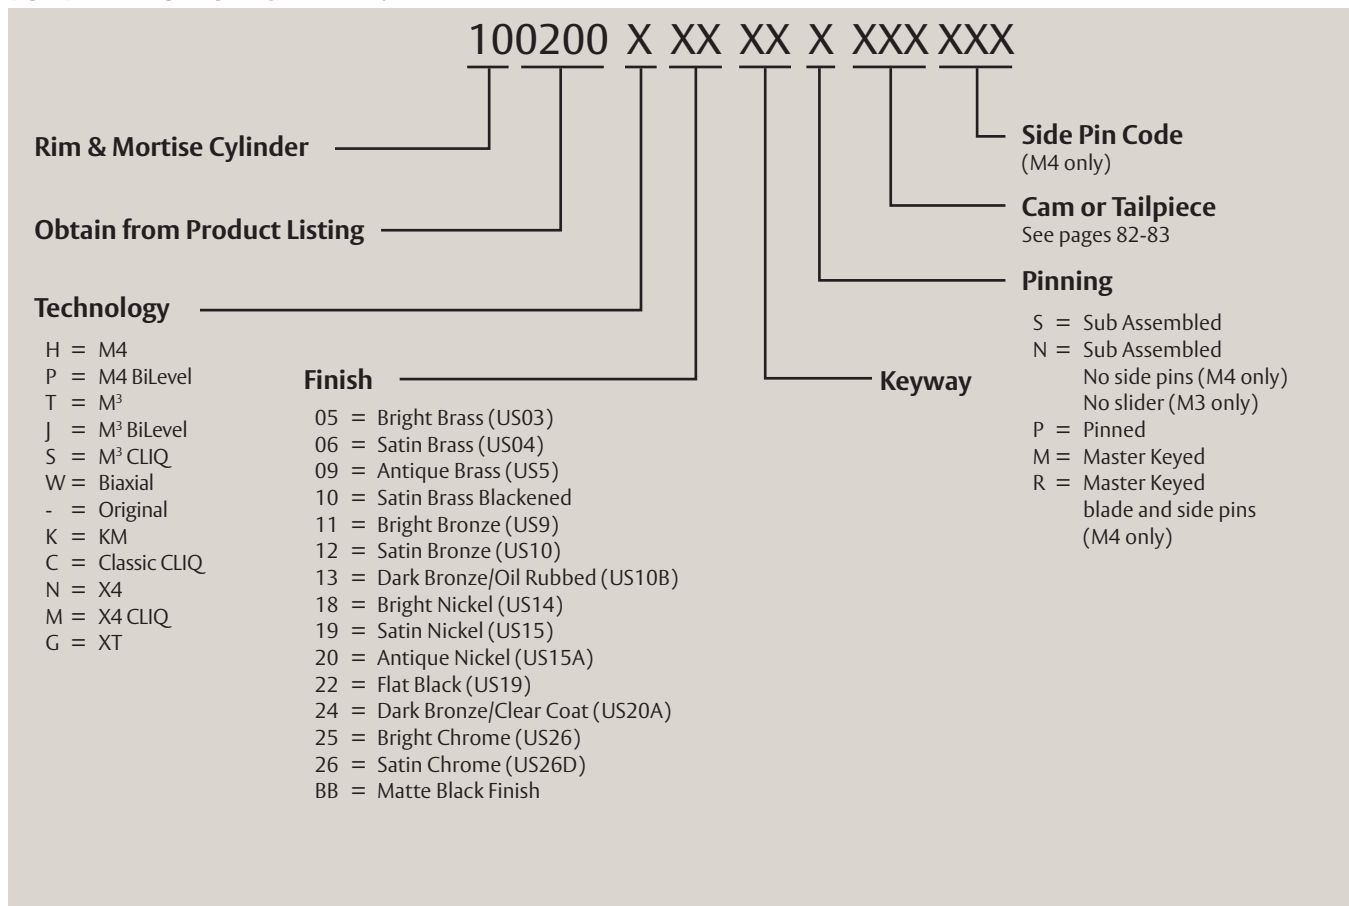 100200 X XX XX X XXX XXX
Rim & Mortise Cylinder
Obtain from Product Listing
Technology
H = M4
P = M4 BiLevel
T = M³
J = M³ BiLevel
S = M³ CLIQ
W = Biaxial
- = Original
K = KM
C = Classic CLIQ
N = X4
M = X4 CLIQ
G = XT
Finish
05 = Bright Brass (US03)
06 = Satin Brass (US04)
09 = Antique Brass (US5)
10 = Satin Brass Blackened
11 = Bright Bronze (US9)
12 = Satin Bronze (US10)
13 = Dark Bronze/Oil Rubbed (US10B)
18 = Bright Nickel (US14)
19 = Satin Nickel (US15)
20 = Antique Nickel (US15A)
22 = Flat Black (US19)
24 = Dark Bronze/Clear Coat (US20A)
25 = Bright Chrome (US26)
26 = Satin Chrome (US26D)
BB = Matte Black Finish
Keyway
Side Pin Code
(M4 only)
Cam or Tailpiece
See pages 82-83
Pinning
S = Sub Assembled
N = Sub Assembled
No side pins (M4 only)
No slider (M3 only)
P = Pinned
M = Master Keyed
R = Master Keyed
blade and side pins
(M4 only)